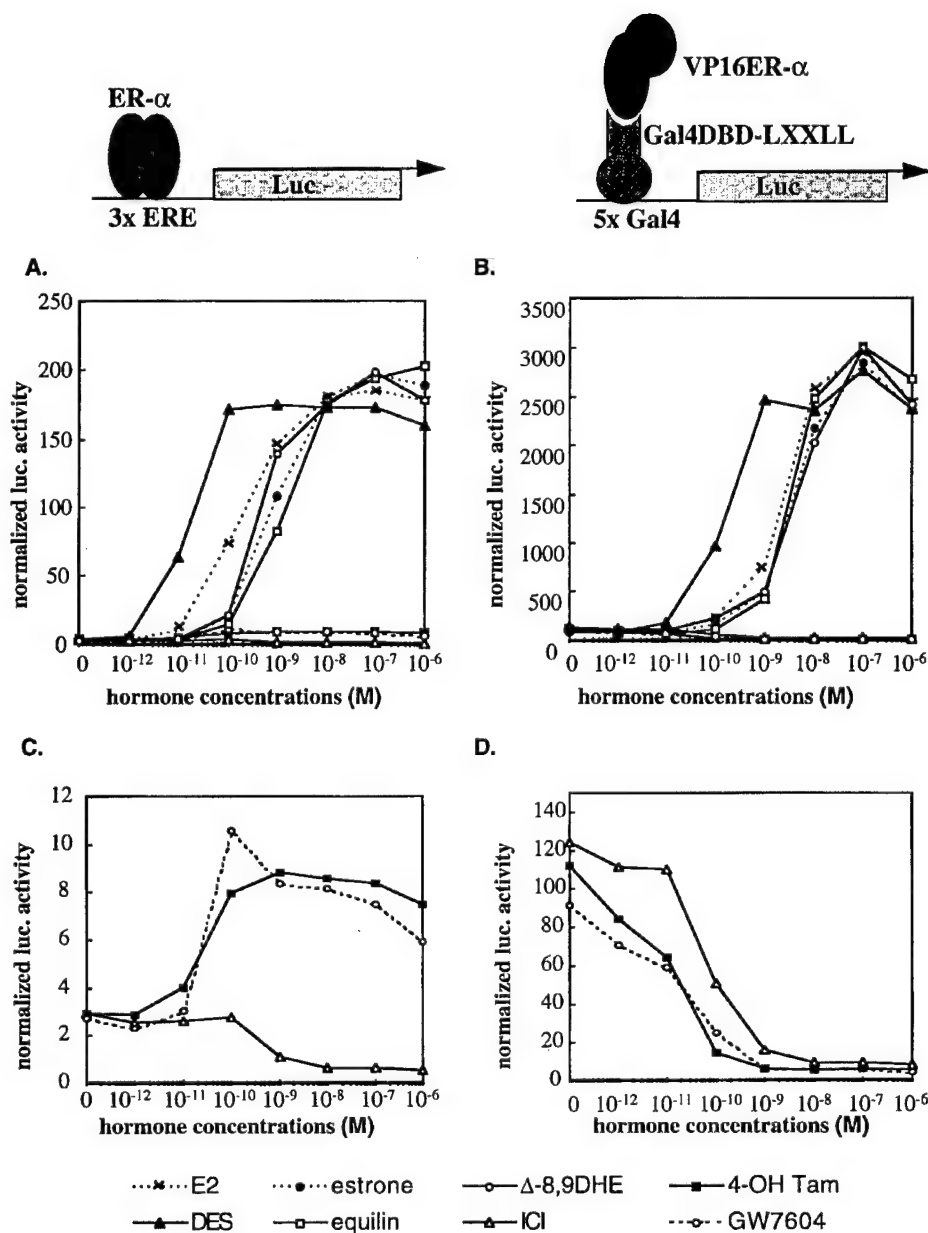 ER-α
Luc
3x ERE
VP16ER-α
Gal4DBD-LXXLL
Luc
5x Gal4
A.
normalized luc. activity
250
200
150
100
50
0
0 10⁻¹² 10⁻¹¹ 10⁻¹⁰ 10⁻⁹ 10⁻⁸ 10⁻⁷ 10⁻⁶
hormone concentrations (M)
B.
normalized luc. activity
3500
3000
2500
2000
1500
1000
500
0
0 10⁻¹² 10⁻¹¹ 10⁻¹⁰ 10⁻⁹ 10⁻⁸ 10⁻⁷ 10⁻⁶
hormone concentrations (M)
C.
normalized luc. activity
12
10
8
6
4
2
0
0 10⁻¹² 10⁻¹¹ 10⁻¹⁰ 10⁻⁹ 10⁻⁸ 10⁻⁷ 10⁻⁶
hormone concentrations (M)
D.
normalized luc. activity
140
120
100
80
60
40
20
0
0 10⁻¹² 10⁻¹¹ 10⁻¹⁰ 10⁻⁹ 10⁻⁸ 10⁻⁷ 10⁻⁶
hormone concentrations (M)
E2 estrone Δ-8,9DHE 4-OH Tam
DES equilin ICI GW7604